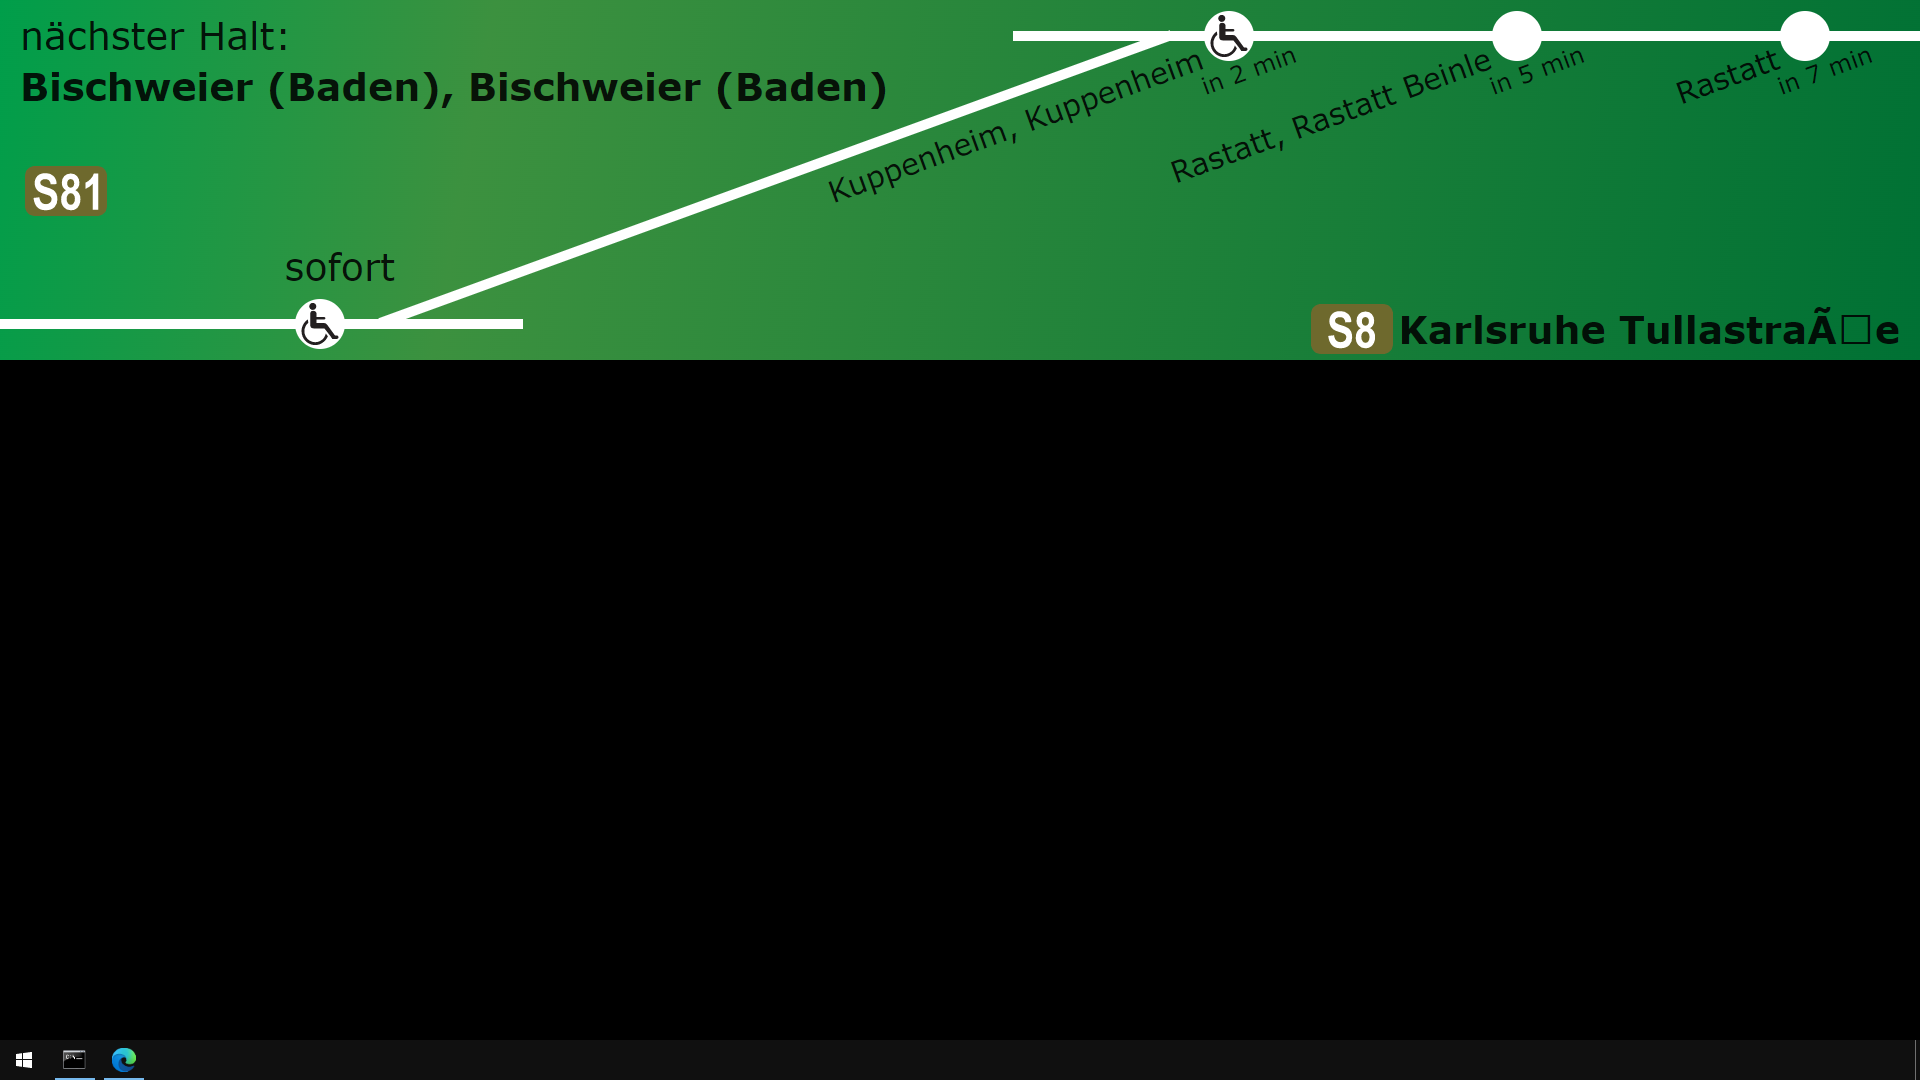 nächster Halt:
Bischweier (Baden), Bischweier (Baden)
S81
sofort
Kuppenheim, Kuppenheim
in 2 min
Rastatt, Rastatt Beinle
in 5 min
Rastatt
in 7 min
S8 Karlsruhe TullastraÃ□e